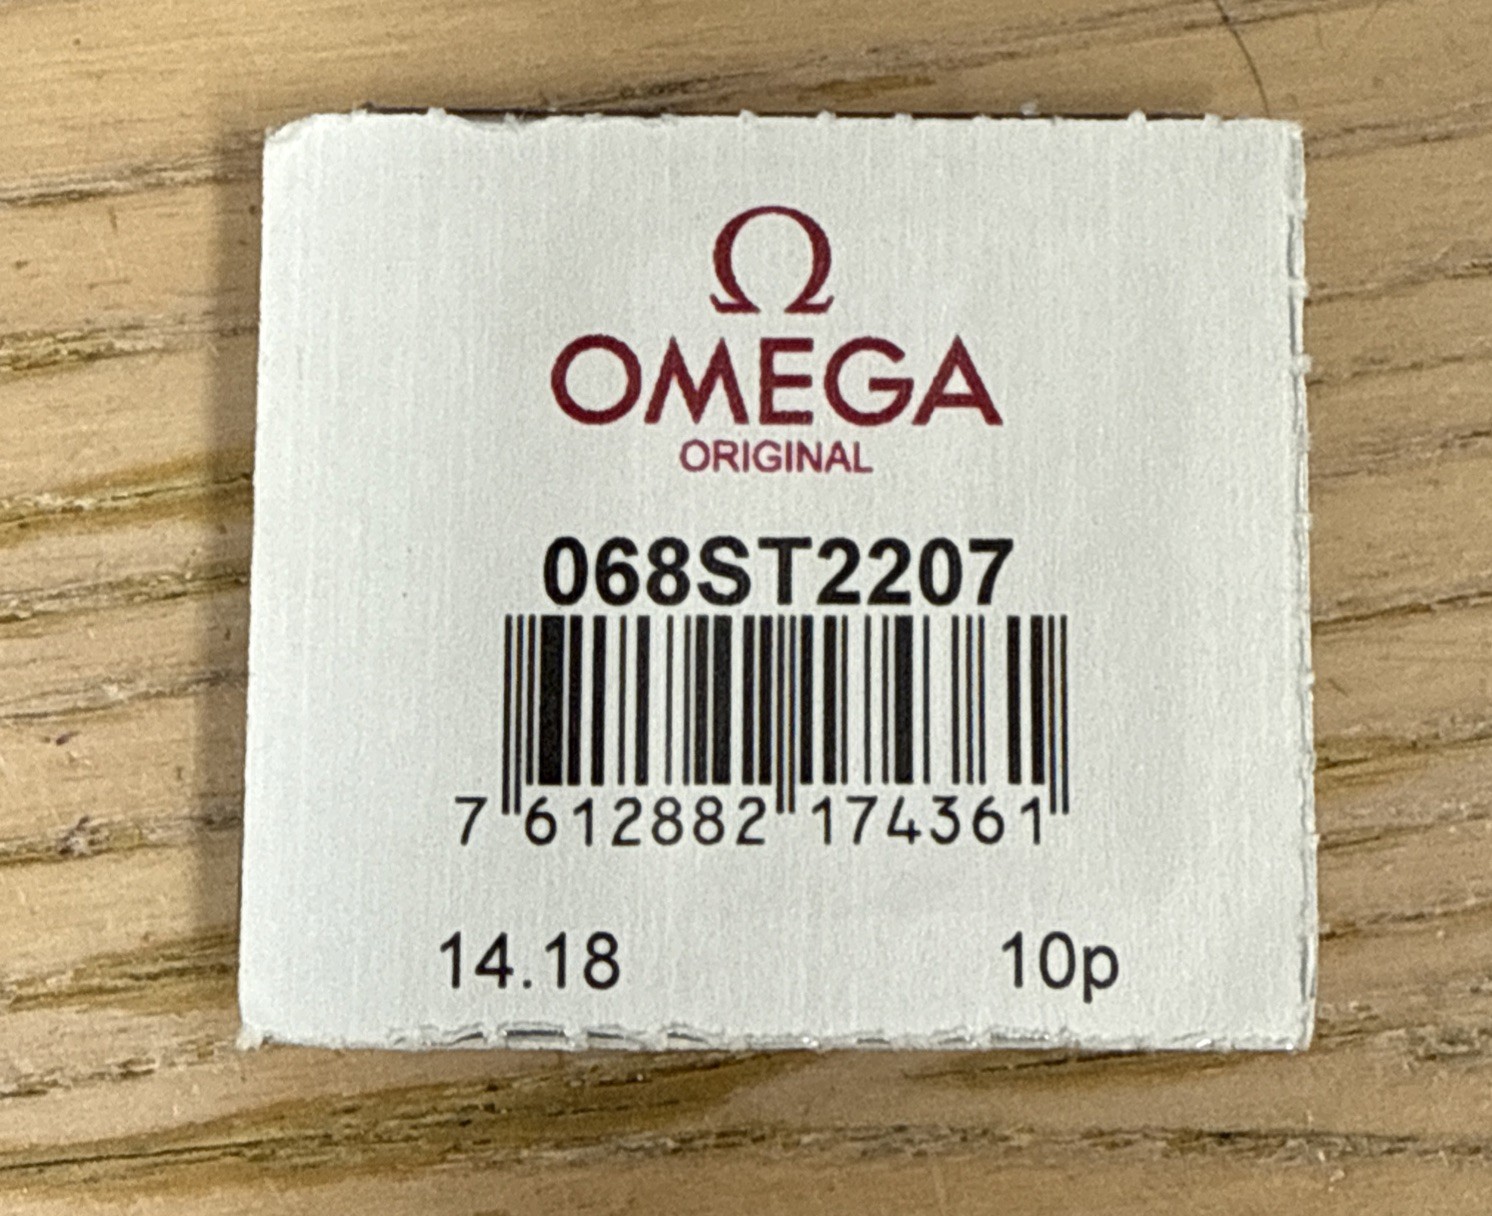 Ω
OMEGA
ORIGINAL
068ST2207
7 612882 174361
14.18 10p